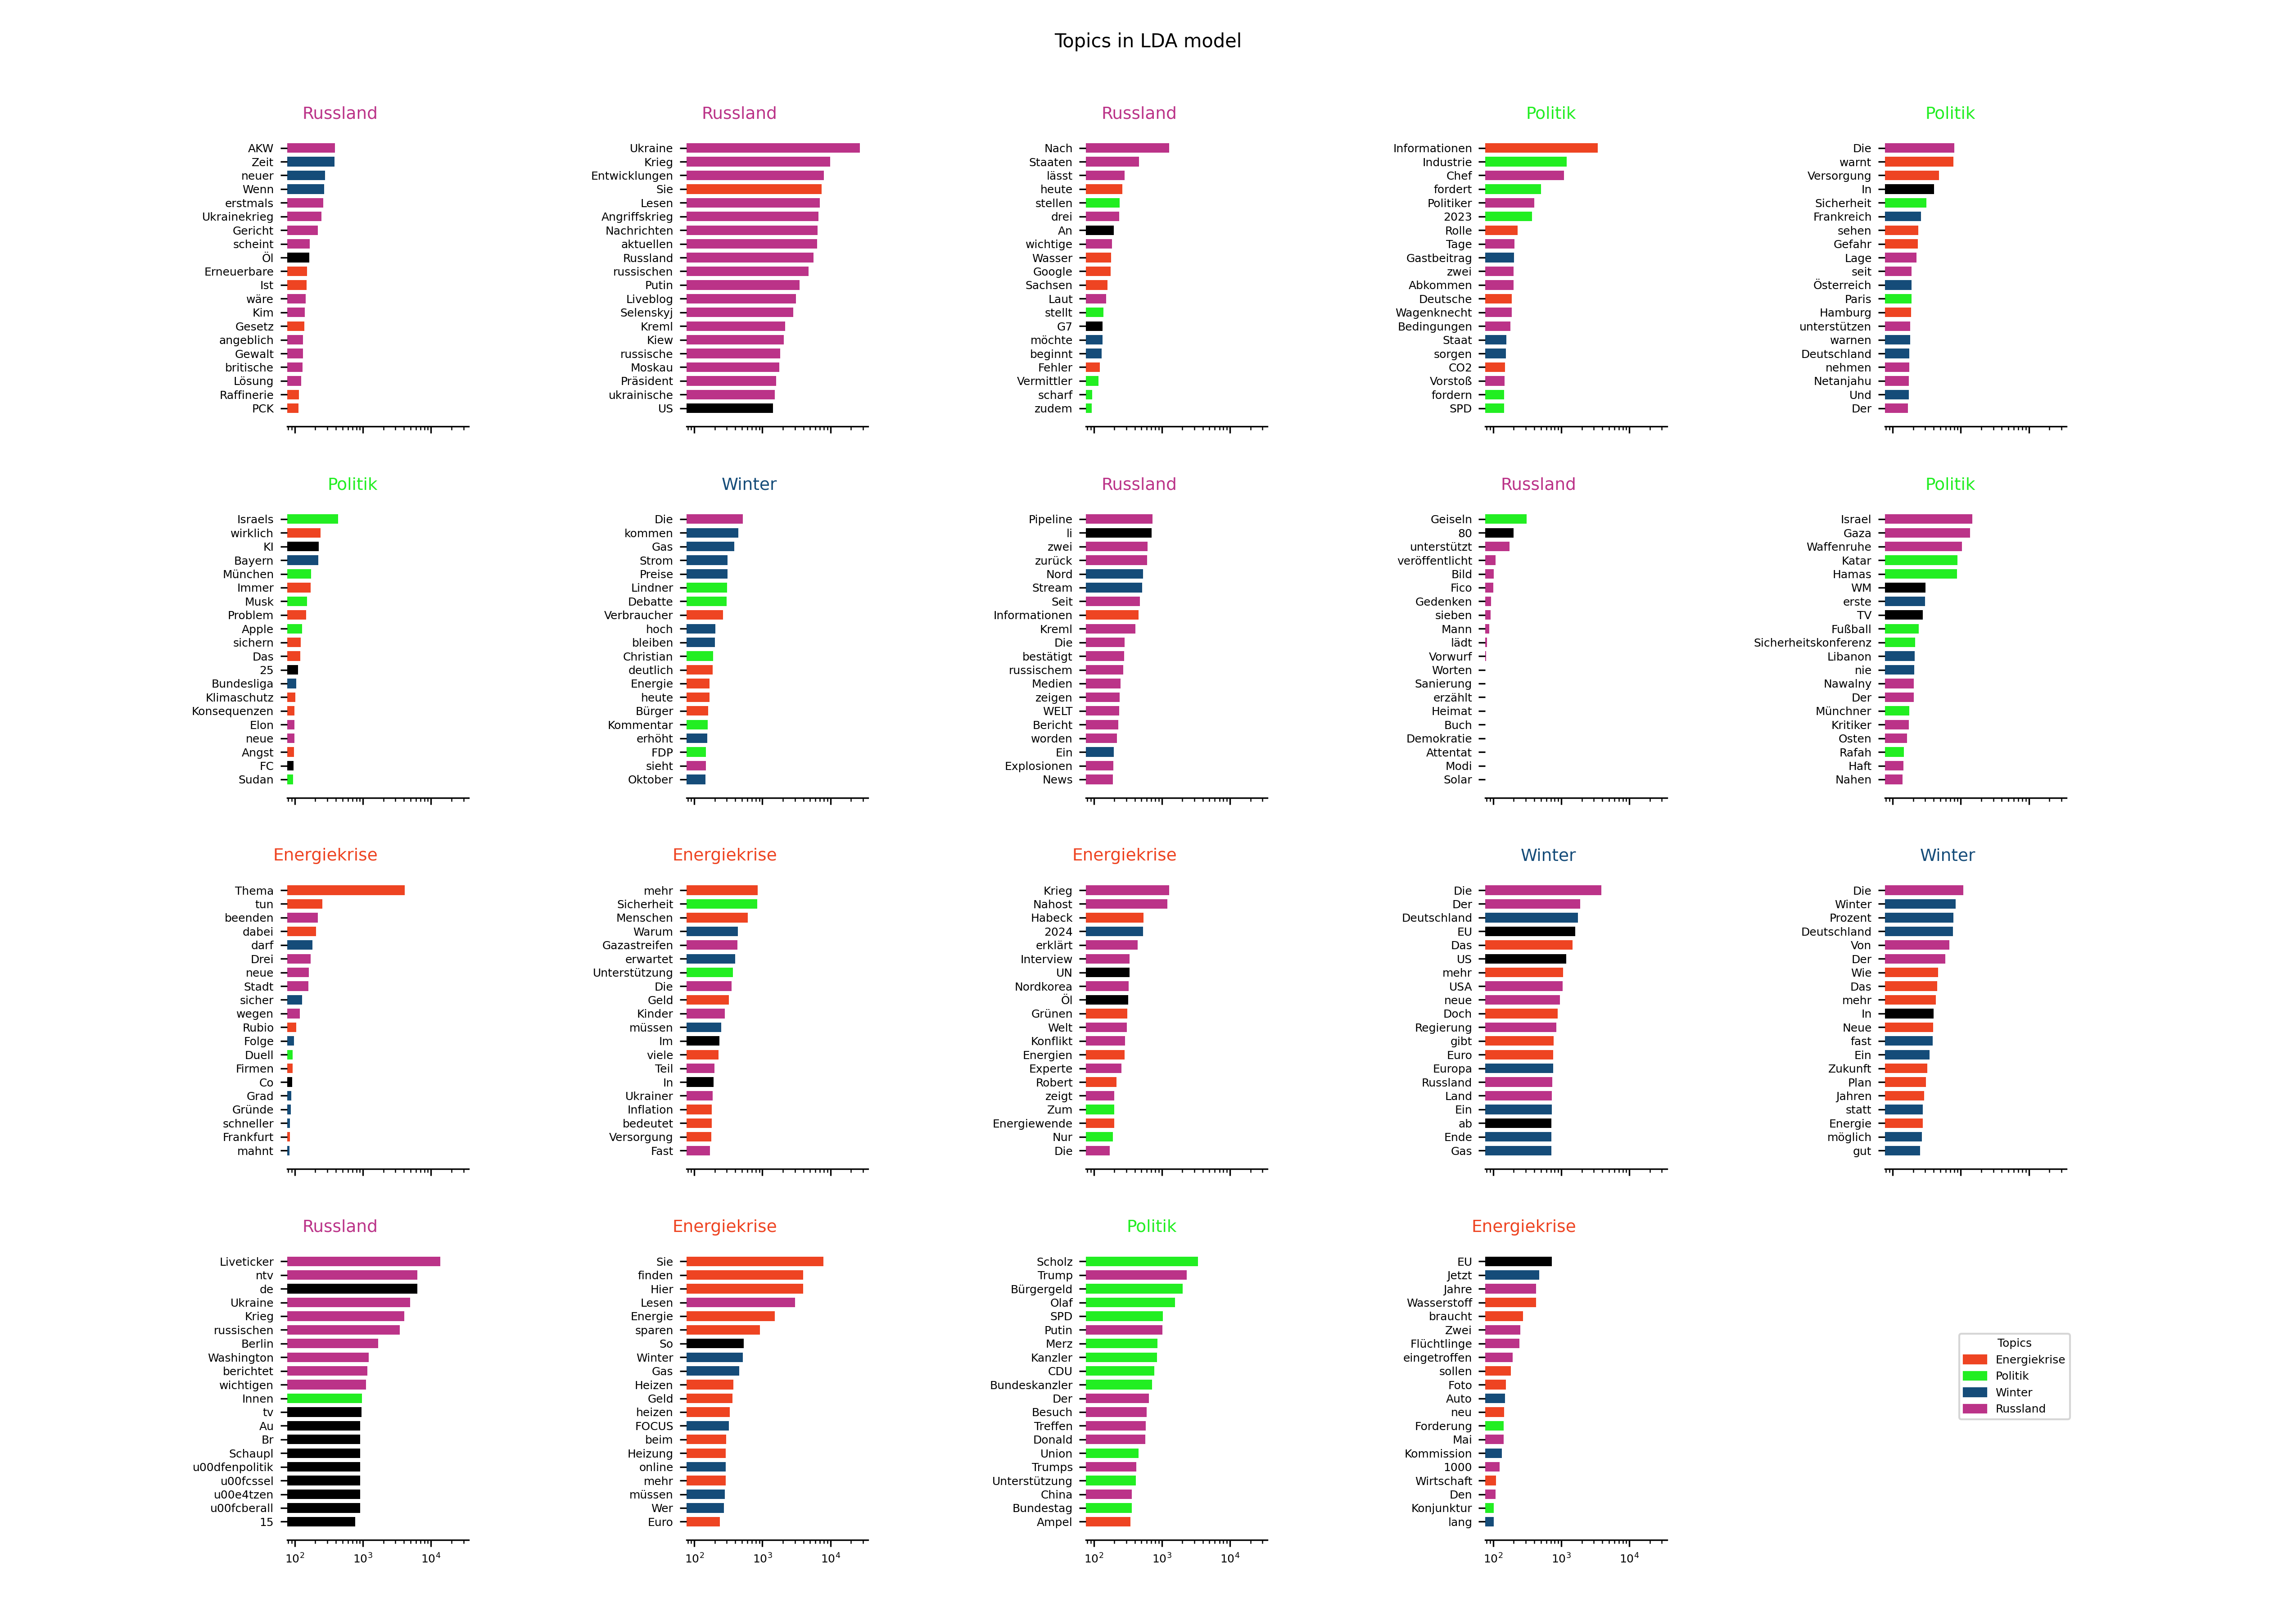 Topics in LDA model
Russland
AKW
Zeit
neuer
Wenn
erstmals
Ukrainekrieg
Gericht
scheint
Öl
Erneuerbare
Ist
wäre
Kim
Gesetz
angeblich
Gewalt
britische
Lösung
Raffinerie
PCK
Russland
Ukraine
Krieg
Entwicklungen
Sie
Lesen
Angriffskrieg
Nachrichten
aktuellen
Russland
russischen
Putin
Liveblog
Selenskyj
Kreml
Kiew
russische
Moskau
Präsident
ukrainische
US
Russland
Nach
Staaten
lässt
heute
stellen
drei
An
wichtige
Wasser
Google
Sachsen
Laut
stellt
G7
möchte
beginnt
Fehler
Vermittler
scharf
zudem
Politik
Informationen
Industrie
Chef
fordert
Politiker
2023
Rolle
Tage
Gastbeitrag
zwei
Abkommen
Deutsche
Wagenknecht
Bedingungen
Staat
sorgen
CO2
Vorstoß
fordern
SPD
Politik
Die
warnt
Versorgung
In
Sicherheit
Frankreich
sehen
Gefahr
Lage
seit
Österreich
Paris
Hamburg
unterstützen
warnen
Deutschland
nehmen
Netanjahu
Und
Der
Politik
Israels
wirklich
KI
Bayern
München
Immer
Musk
Problem
Apple
sichern
Das
25
Bundesliga
Klimaschutz
Konsequenzen
Elon
neue
Angst
FC
Sudan
Winter
Die
kommen
Gas
Strom
Preise
Lindner
Debatte
Verbraucher
hoch
bleiben
Christian
deutlich
Energie
heute
Bürger
Kommentar
erhöht
FDP
sieht
Oktober
Russland
Pipeline
li
zwei
zurück
Nord
Stream
Seit
Informationen
Kreml
Die
bestätigt
russischem
Medien
zeigen
WELT
Bericht
worden
Ein
Explosionen
News
Russland
Geiseln
80
unterstützt
veröffentlicht
Bild
Fico
Gedenken
sieben
Mann
lädt
Vorwurf
Worten
Sanierung
erzählt
Heimat
Buch
Demokratie
Attentat
Modi
Solar
Politik
Israel
Gaza
Waffenruhe
Katar
Hamas
WM
erste
TV
Fußball
Sicherheitskonferenz
Libanon
nie
Nawalny
Der
Münchner
Kritiker
Osten
Rafah
Haft
Nahen
Energiekrise
Thema
tun
beenden
dabei
darf
Drei
neue
Stadt
sicher
wegen
Rubio
Folge
Duell
Firmen
Co
Grad
Gründe
schneller
Frankfurt
mahnt
Energiekrise
mehr
Sicherheit
Menschen
Warum
Gazastreifen
erwartet
Unterstützung
Die
Geld
Kinder
müssen
Im
viele
Teil
In
Ukrainer
Inflation
bedeutet
Versorgung
Fast
Energiekrise
Krieg
Nahost
Habeck
2024
erklärt
Interview
UN
Nordkorea
Öl
Grünen
Welt
Konflikt
Energien
Experte
Robert
zeigt
Zum
Energiewende
Nur
Die
Winter
Die
Der
Deutschland
EU
Das
US
mehr
USA
neue
Doch
Regierung
gibt
Euro
Europa
Russland
Land
Ein
ab
Ende
Gas
Winter
Die
Winter
Prozent
Deutschland
Von
Der
Wie
Das
mehr
In
Neue
fast
Ein
Zukunft
Plan
Jahren
statt
Energie
möglich
gut
Russland
Liveticker
ntv
de
Ukraine
Krieg
russischen
Berlin
Washington
berichtet
wichtigen
Innen
tv
Au
Br
Schaupl
u00dfenpolitik
u00fcssel
u00e4tzen
u00fcberall
15
10² 10³ 10⁴
Energiekrise
Sie
finden
Hier
Lesen
Energie
sparen
So
Winter
Gas
Heizen
Geld
heizen
FOCUS
beim
Heizung
online
mehr
müssen
Wer
Euro
10² 10³ 10⁴
Politik
Scholz
Trump
Bürgergeld
Olaf
SPD
Putin
Merz
Kanzler
CDU
Bundeskanzler
Der
Besuch
Treffen
Donald
Union
Trumps
Unterstützung
China
Bundestag
Ampel
10² 10³ 10⁴
Energiekrise
EU
Jetzt
Jahre
Wasserstoff
braucht
Zwei
Flüchtlinge
eingetroffen
sollen
Foto
Auto
neu
Forderung
Mai
Kommission
1000
Wirtschaft
Den
Konjunktur
lang
10² 10³ 10⁴
Topics
Energiekrise
Politik
Winter
Russland